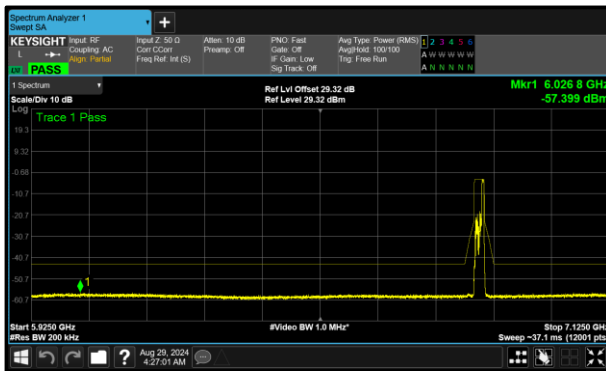 Spectrum Analyzer 1
Swept SA
KEYSIGHT
L
PASS
Input: RF
Coupling: AC
Align: Partial
Input Z: 50 Ω
Corr CCorr
Freq Ref: Int (S)
Atten: 10 dB
Preamp: Off
PNO: Fast
Gate: Off
IF Gain: Low
Sig Track: Off
Avg Type: Power (RMS)
Avg|Hold: 100/100
Trig: Free Run
1 2 3 4 5 6
A W W W W W
A N N N N N
1 Spectrum
Scale/Div 10 dB
Ref Lvl Offset 29.32 dB
Ref Level 29.32 dBm
Mkr1 6.026 8 GHz
-57.399 dBm
Log
Trace 1 Pass
19.3
9.32
-0.68
-10.7
-20.7
-30.7
-40.7
-50.7
-60.7
1
Start 5.9250 GHz
#Res BW 200 kHz
#Video BW 1.0 MHz*
Stop 7.1250 GHz
Sweep ~37.1 ms (12001 pts)
?
Aug 29, 2024
4:27:01 AM